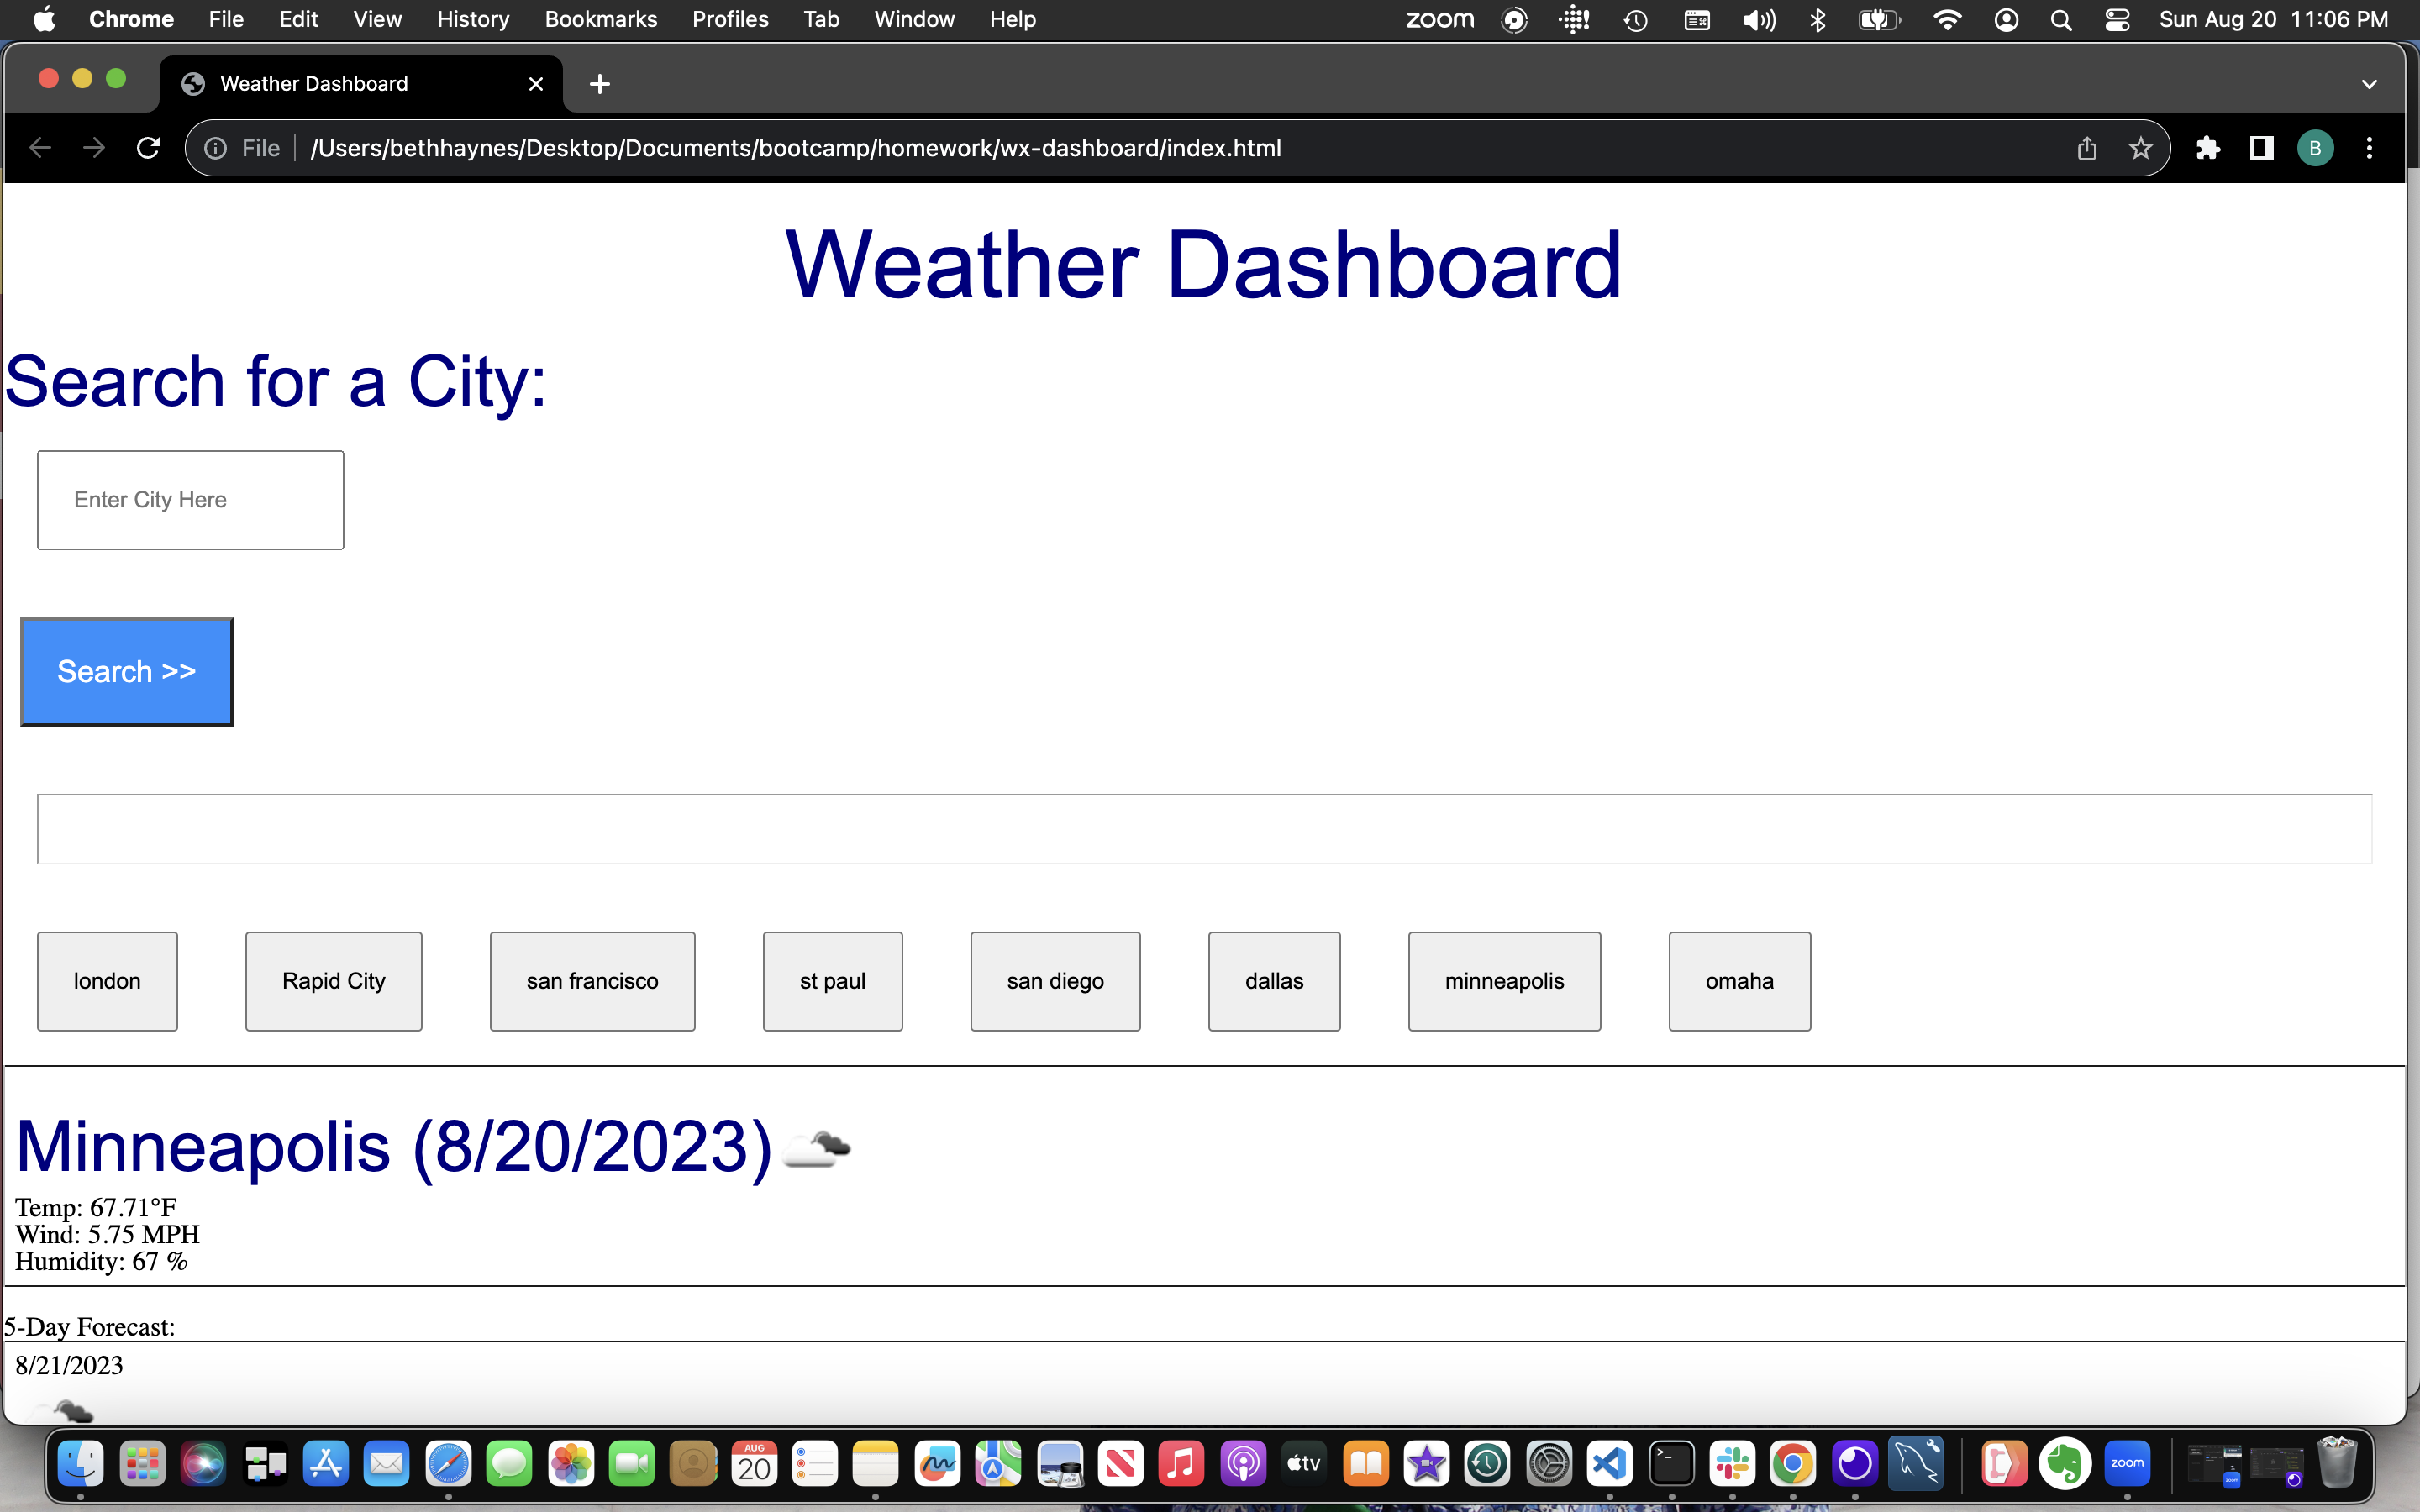 Chrome File Edit View History Bookmarks Profiles Tab Window Help zoom Sun Aug 20 11:06 PM
Weather Dashboard
File /Users/bethhaynes/Desktop/Documents/bootcamp/homework/wx-dashboard/index.html B
Weather Dashboard
Search for a City:
Enter City Here
Search >>
london Rapid City san francisco st paul san diego dallas minneapolis omaha
Minneapolis (8/20/2023)
Temp: 67.71°F
Wind: 5.75 MPH
Humidity: 67 %
5-Day Forecast:
8/21/2023
AUG
20
tv
zoom